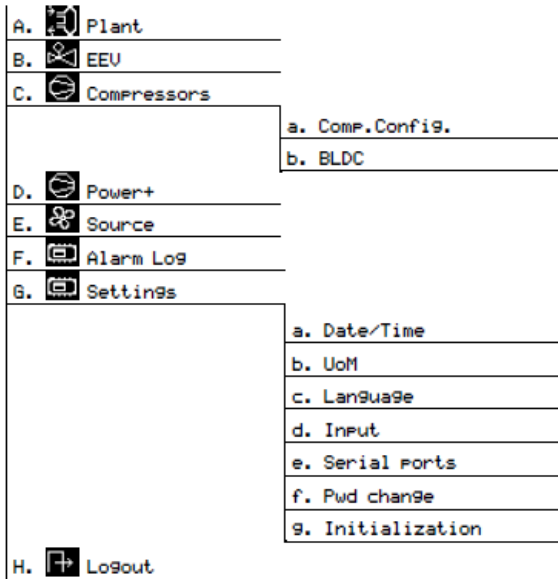 A. Plant
B. EEV
C. Compressors
a. Comp.Config.
b. BLDC
D. Power+
E. Source
F. Alarm Log
G. Settings
a. Date/Time
b. UoM
c. Language
d. Input
e. Serial ports
f. Pwd change
g. Initialization
H. Logout